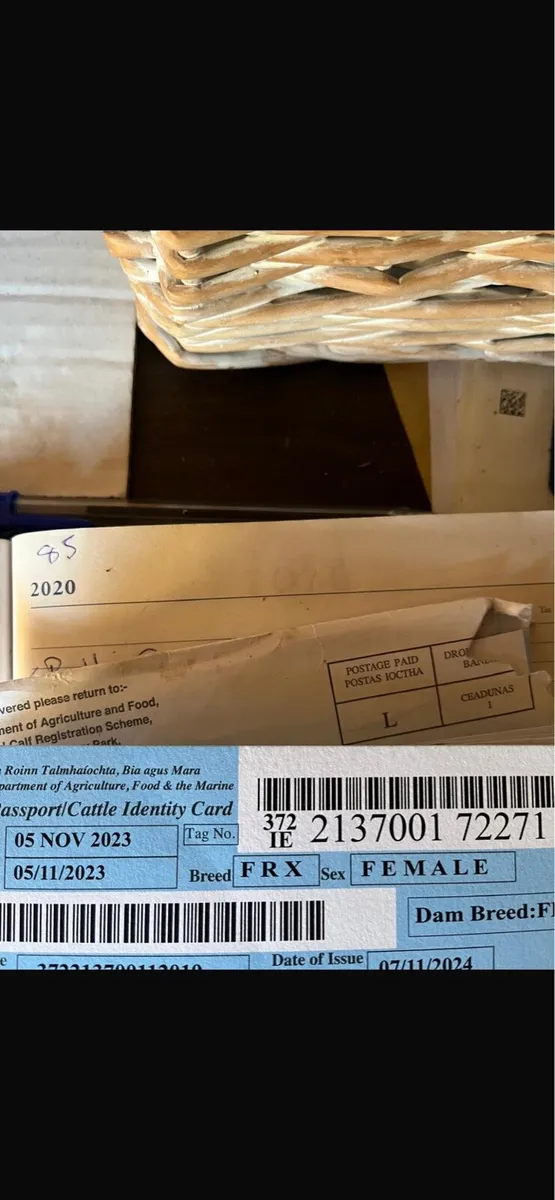 85
2020
vered please return to:-
ment of Agriculture and Food,
Calf Registration Scheme,
Park.
POSTAGE PAID
POSTAS IOCTHA
L
CEADUNAS
1
Roinn Talmhaíochta, Bia agus Mara
partment of Agriculture, Food & the Marine
assport/Cattle Identity Card
05 NOV 2023
Tag No.
372
IE
2137001 72271
05/11/2023
Breed FRX Sex FEMALE
Dam Breed:
Date of Issue 07/11/2024